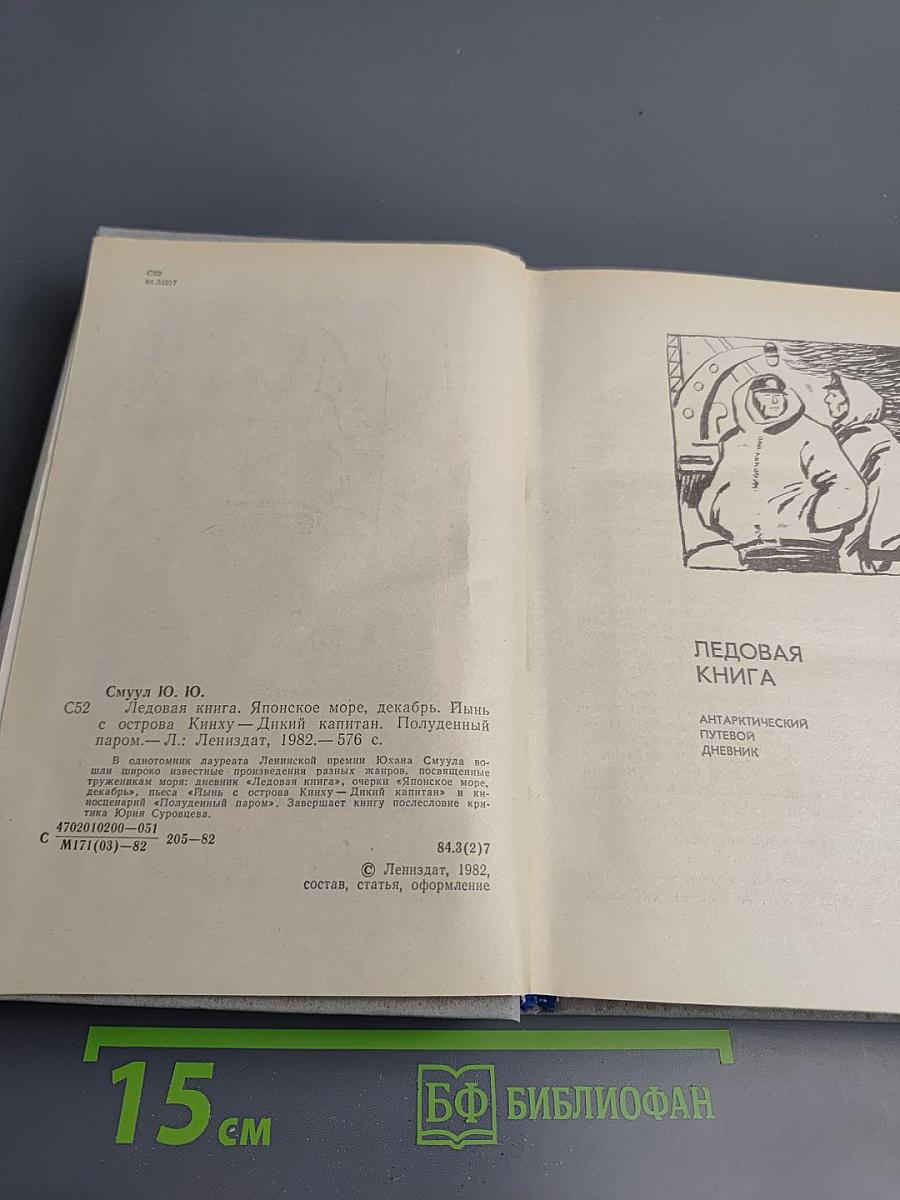 С52
84.3(2)7
Смуул Ю. Ю.
С52 Ледовая книга. Японское море, декабрь. Йынь
с острова Кинху — Дикий капитан. Полуденный
паром.— Л.: Лениздат, 1982.— 576 с.
В однотомник лауреата Ленинской премии Юхана Смуула во-
шли широко известные произведения разных жанров, посвященные
труженикам моря: дневник «Ледовая книга», очерки «Японское море,
декабрь», пьеса «Йынь с острова Кинху — Дикий капитан» и ки-
носценарий «Полуденный паром». Завершает книгу послесловие кри-
тика Юрия Суровцева.
С 4702010200—051
М171(03)—82 205—82
84.3(2)7
© Лениздат, 1982,
состав, статья, оформление
ЛЕДОВАЯ
КНИГА
АНТАРКТИЧЕСКИЙ
ПУТЕВОЙ
ДНЕВНИК
15 см
БФ БИБЛИОФАН